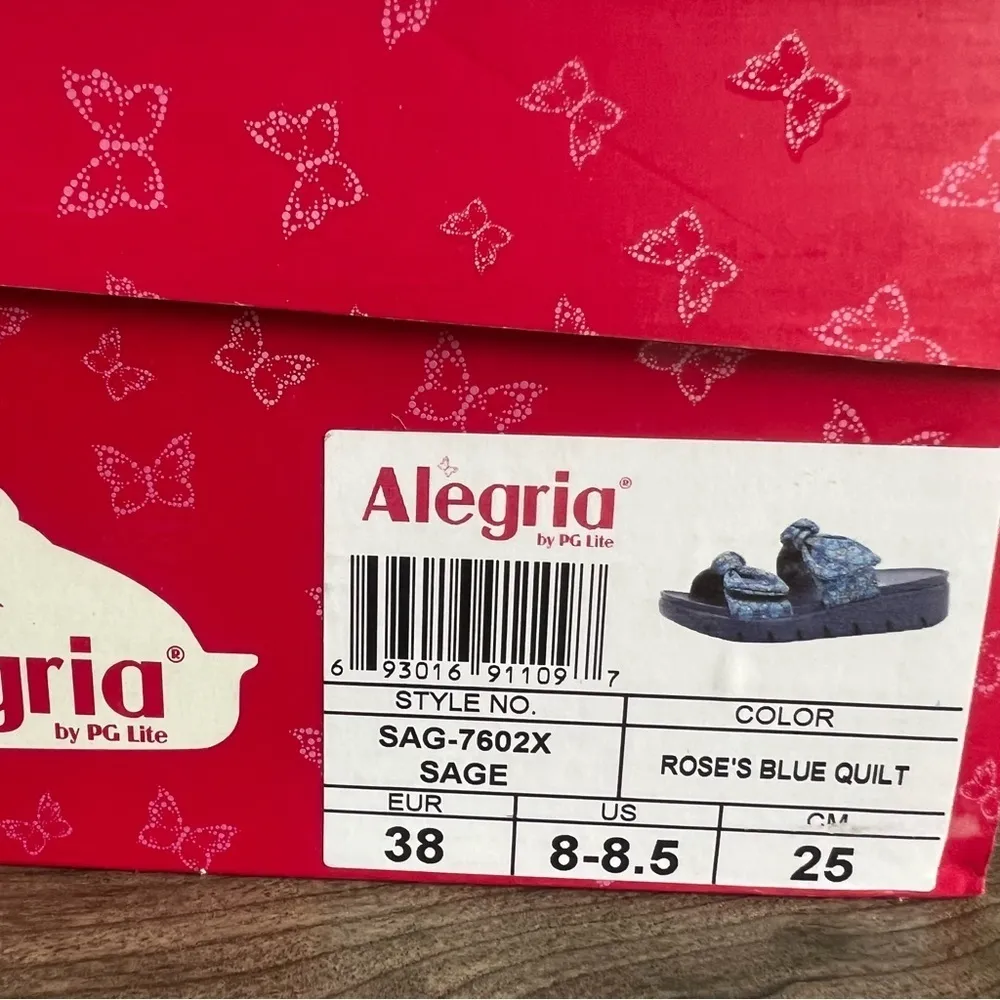 Alegria®
by PG Lite
6 93016 91109 7
STYLE NO.
COLOR
SAG-7602X
SAGE
ROSE'S BLUE QUILT
EUR
US
CM
38
8-8.5
25
gria®
by PG Lite